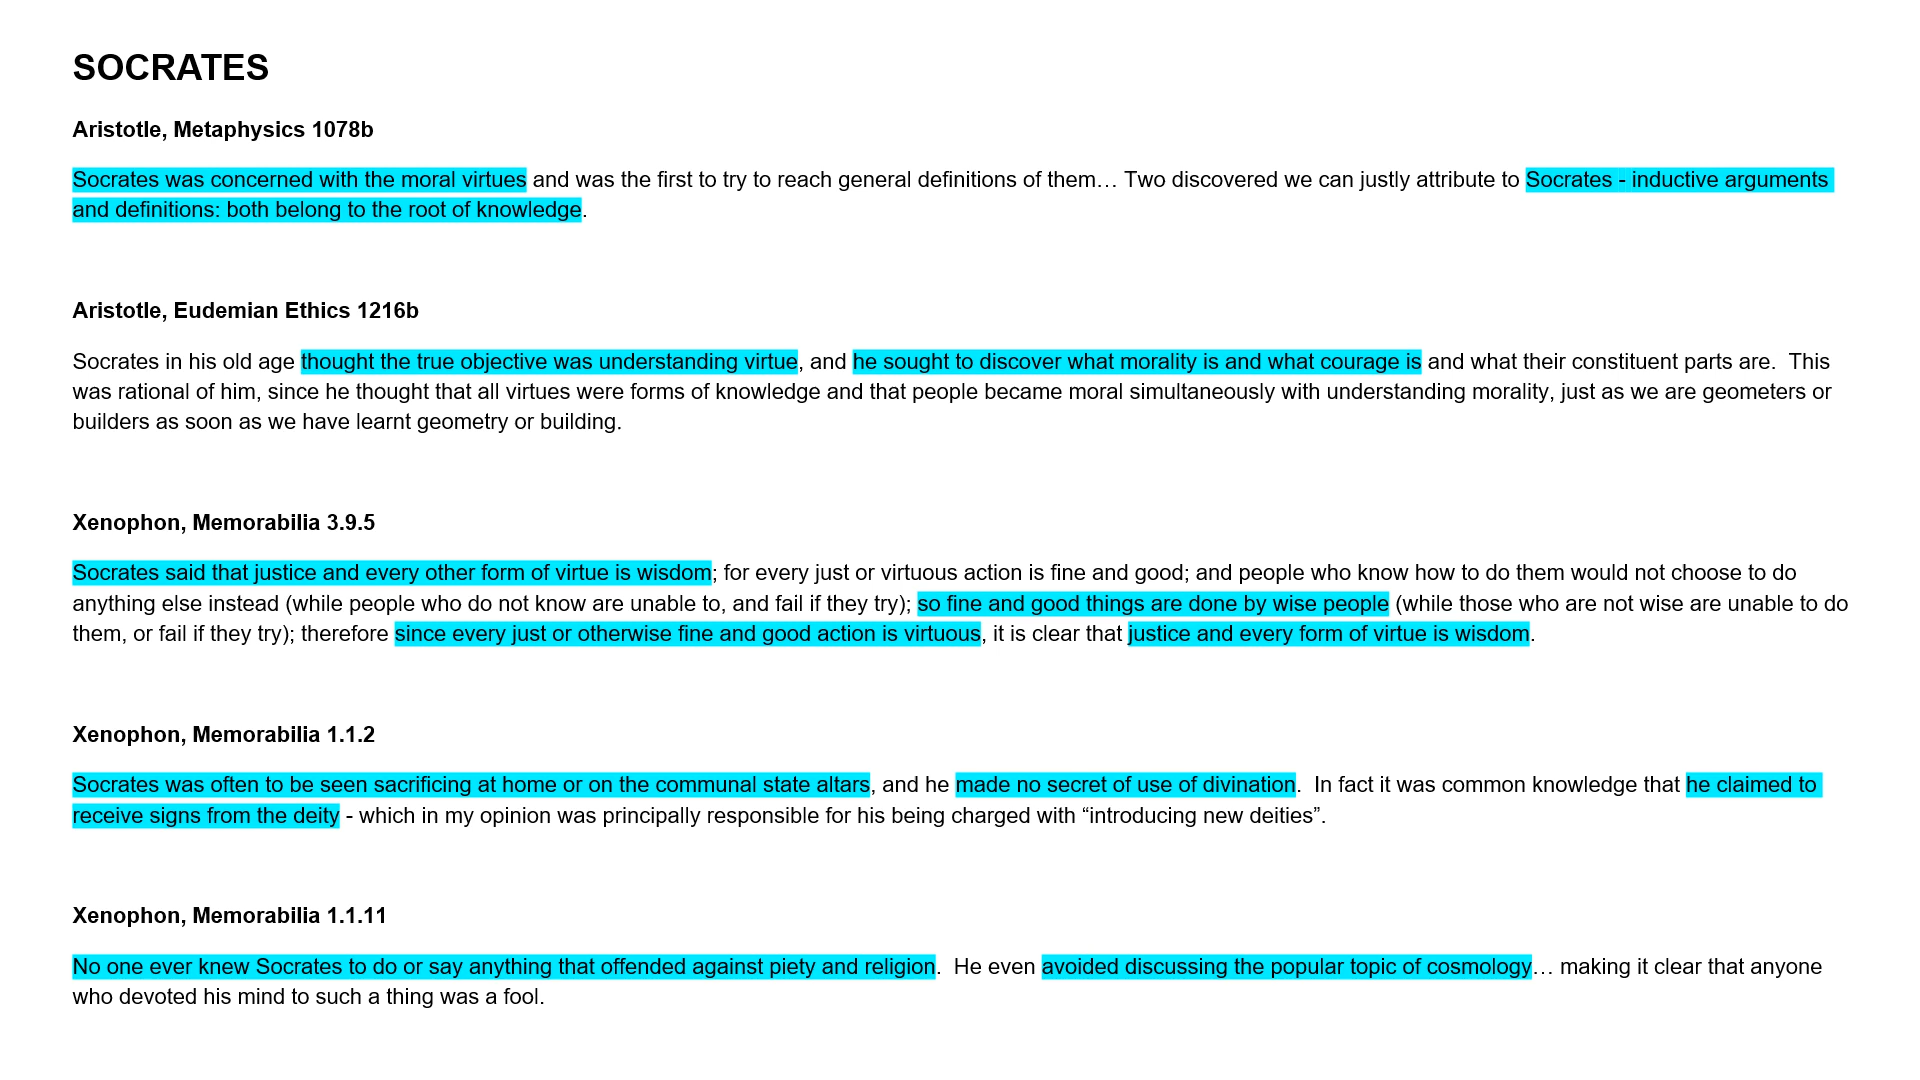 SOCRATES
Aristotle, Metaphysics 1078b
Socrates was concerned with the moral virtues and was the first to try to reach general definitions of them… Two discovered we can justly attribute to Socrates - inductive arguments
and definitions: both belong to the root of knowledge.
Aristotle, Eudemian Ethics 1216b
Socrates in his old age thought the true objective was understanding virtue, and he sought to discover what morality is and what courage is and what their constituent parts are.  This
was rational of him, since he thought that all virtues were forms of knowledge and that people became moral simultaneously with understanding morality, just as we are geometers or
builders as soon as we have learnt geometry or building.
Xenophon, Memorabilia 3.9.5
Socrates said that justice and every other form of virtue is wisdom; for every just or virtuous action is fine and good; and people who know how to do them would not choose to do
anything else instead (while people who do not know are unable to, and fail if they try); so fine and good things are done by wise people (while those who are not wise are unable to do
them, or fail if they try); therefore since every just or otherwise fine and good action is virtuous, it is clear that justice and every form of virtue is wisdom.
Xenophon, Memorabilia 1.1.2
Socrates was often to be seen sacrificing at home or on the communal state altars, and he made no secret of use of divination.  In fact it was common knowledge that he claimed to
receive signs from the deity - which in my opinion was principally responsible for his being charged with “introducing new deities”.
Xenophon, Memorabilia 1.1.11
No one ever knew Socrates to do or say anything that offended against piety and religion.  He even avoided discussing the popular topic of cosmology… making it clear that anyone
who devoted his mind to such a thing was a fool.